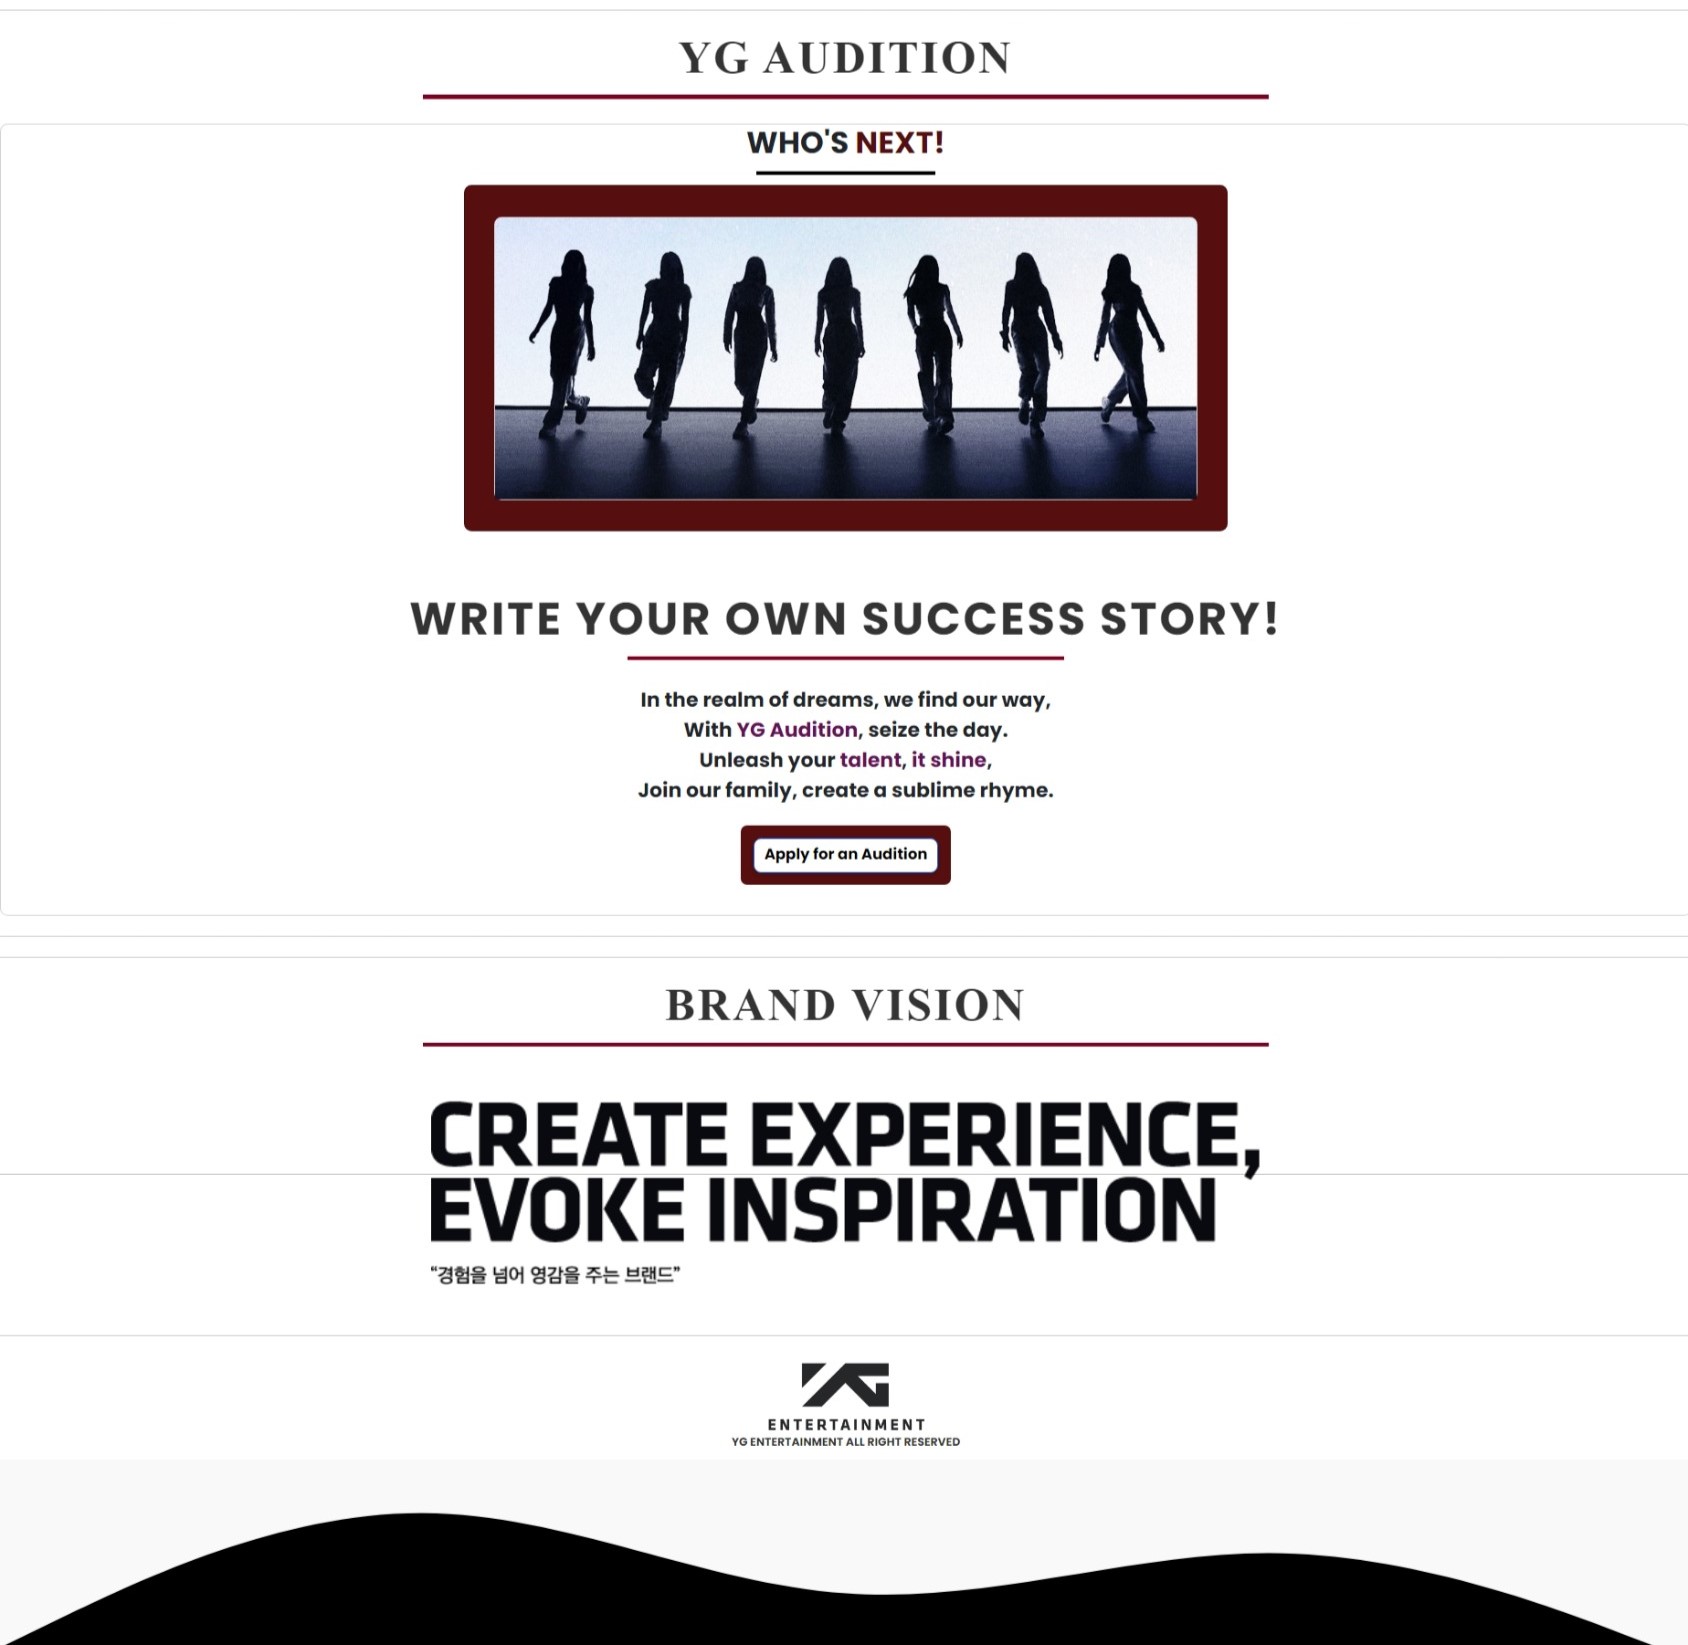 YG AUDITION
WHO'S NEXT!
WRITE YOUR OWN SUCCESS STORY!
In the realm of dreams, we find our way,
With YG Audition, seize the day.
Unleash your talent, it shine,
Join our family, create a sublime rhyme.
Apply for an Audition
BRAND VISION
CREATE EXPERIENCE,
EVOKE INSPIRATION
“경험을 넘어 영감을 주는 브랜드”
YG
ENTERTAINMENT
YG ENTERTAINMENT ALL RIGHT RESERVED